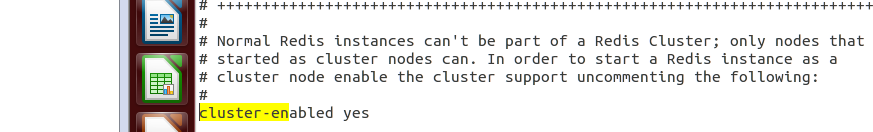 # ++++++++++++++++++++++++++++++++++++++++++++++++++++++++++++++++++++++++
#
# Normal Redis instances can't be part of a Redis Cluster; only nodes that
# started as cluster nodes can. In order to start a Redis instance as a
# cluster node enable the cluster support uncommenting the following:
#
cluster-enabled yes